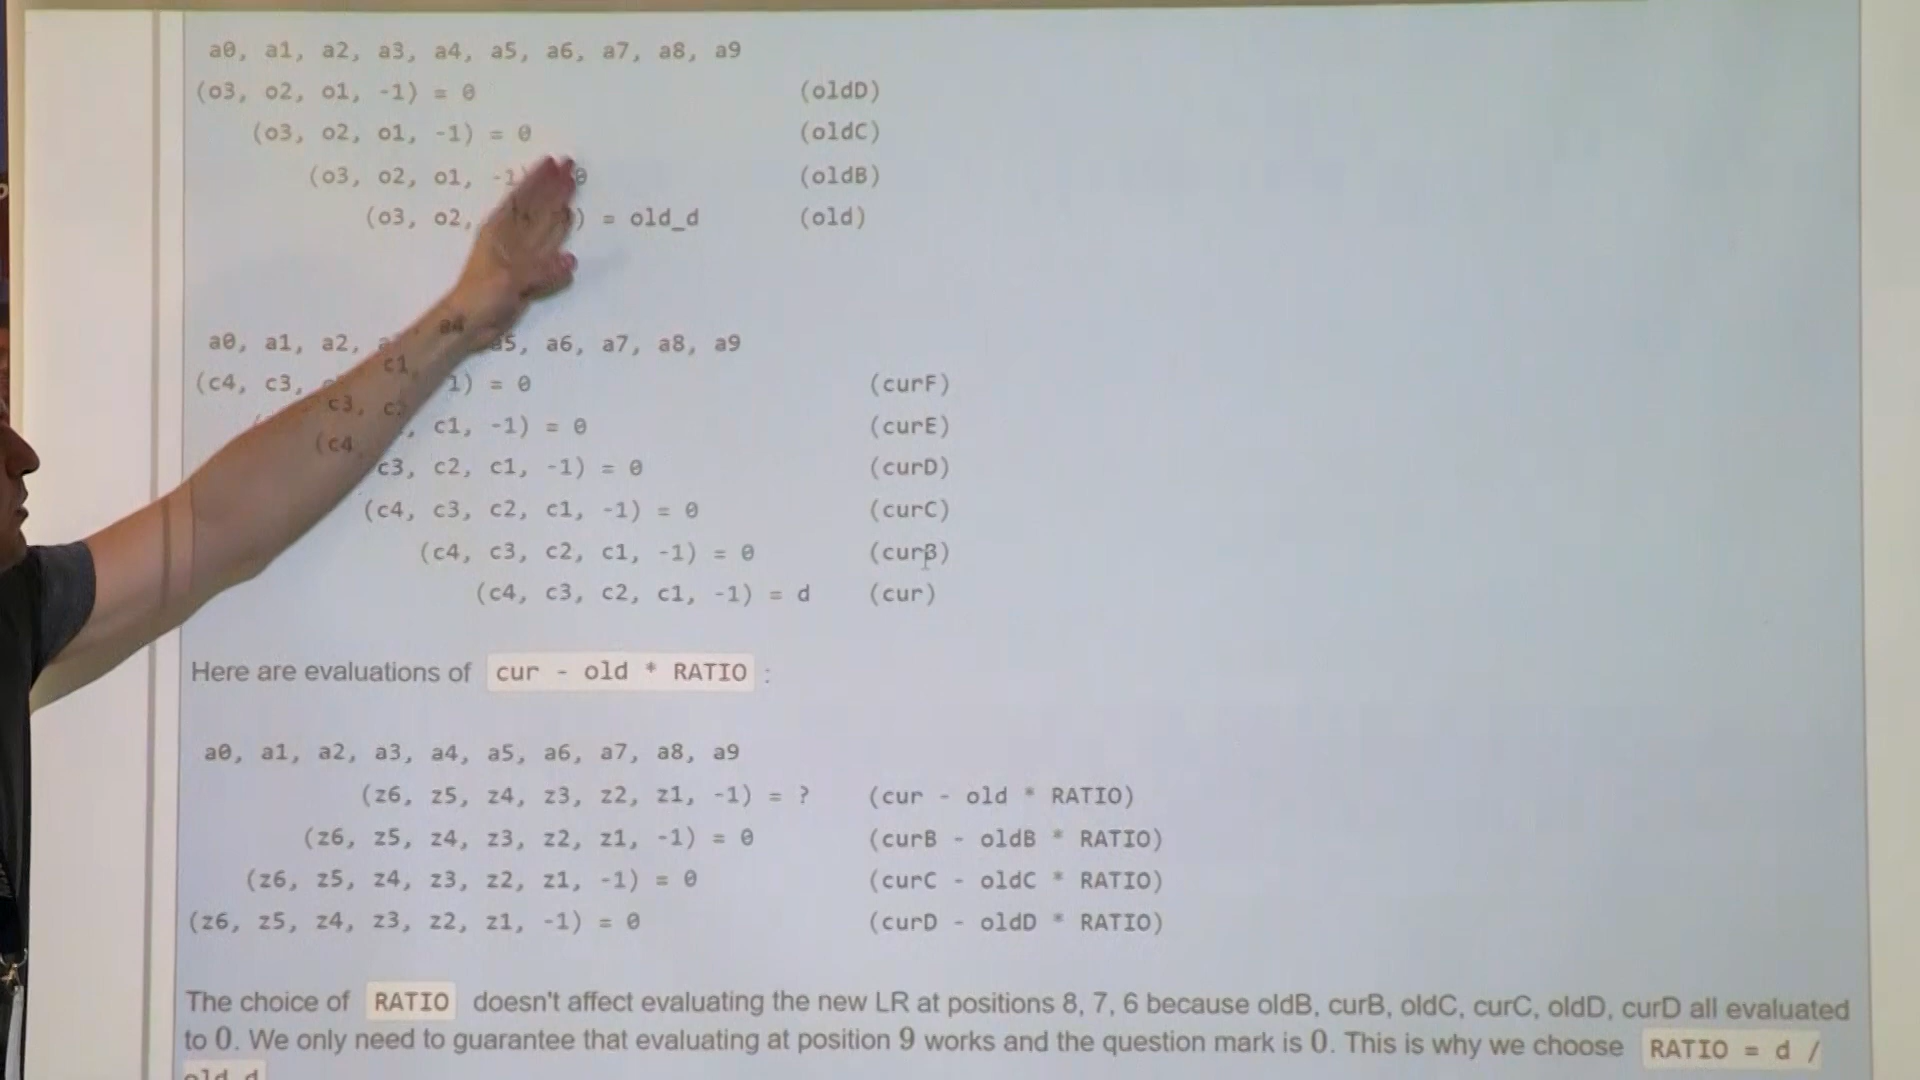 a0, a1, a2, a3, a4, a5, a6, a7, a8, a9
(o3, o2, o1, -1) = 0 (oldD)
(o3, o2, o1, -1) = 0 (oldC)
(o3, o2, o1, -1 0 (oldB)
(o3, o2, ) = old_d (old)
a0, a1, a2, a4 a5, a6, a7, a8, a9
(c4, c3, c1, 1) = 0 (curF)
c3, c1, -1) = 0 (curE)
(c4 c3, c2, c1, -1) = 0 (curD)
(c4, c3, c2, c1, -1) = 0 (curC)
(c4, c3, c2, c1, -1) = 0 (curB)
(c4, c3, c2, c1, -1) = d (cur)
Here are evaluations of cur - old * RATIO :
a0, a1, a2, a3, a4, a5, a6, a7, a8, a9
(z6, z5, z4, z3, z2, z1, -1) = ? (cur - old * RATIO)
(z6, z5, z4, z3, z2, z1, -1) = 0 (curB - oldB * RATIO)
(z6, z5, z4, z3, z2, z1, -1) = 0 (curC - oldC * RATIO)
(z6, z5, z4, z3, z2, z1, -1) = 0 (curD - oldD * RATIO)
The choice of RATIO doesn't affect evaluating the new LR at positions 8, 7, 6 because oldB, curB, oldC, curC, oldD, curD all evaluated
to 0. We only need to guarantee that evaluating at position 9 works and the question mark is 0. This is why we choose RATIO = d /
old_d